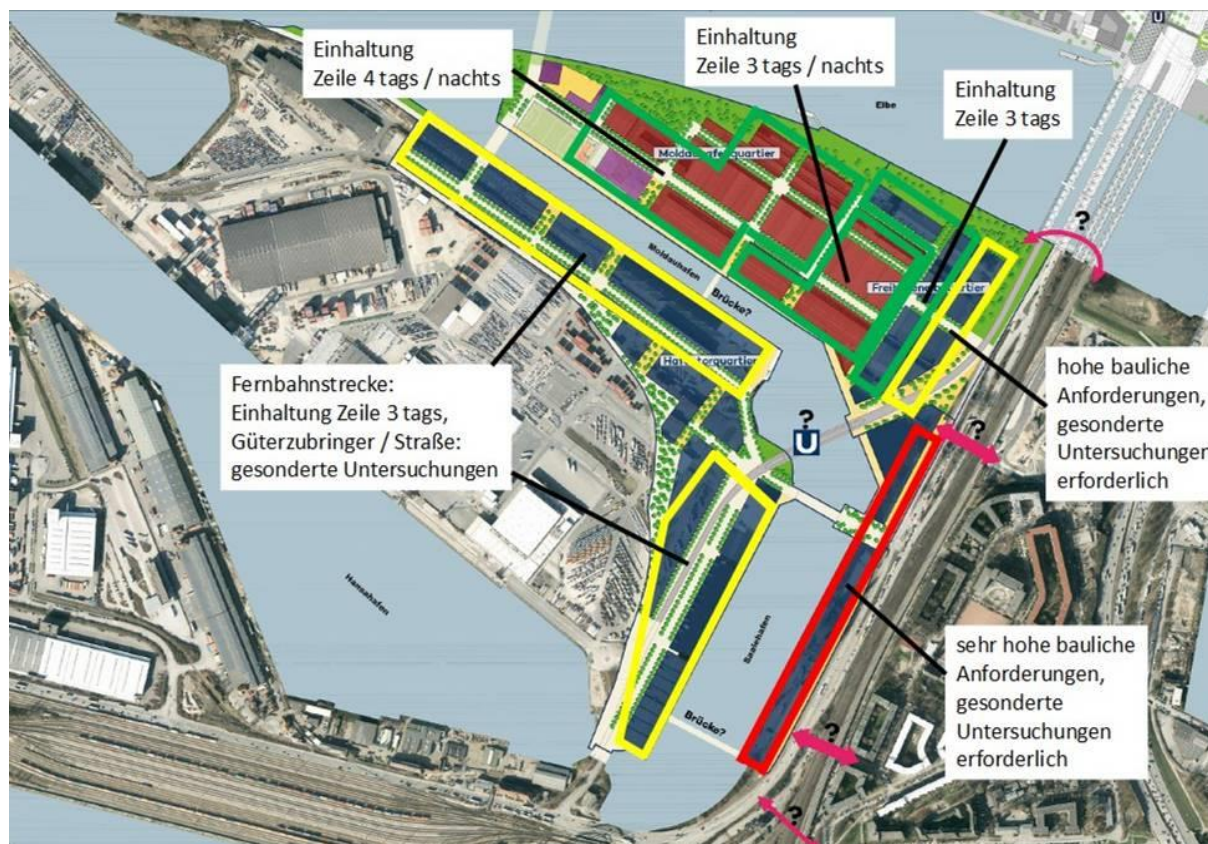 U
Einhaltung
Zeile 4 tags / nachts
Einhaltung
Zeile 3 tags / nachts
Einhaltung
Zeile 3 tags
Elbe
Moldauhafenquartier
?
Moldauhafen
Brücke?
Hafentorquartier
Fernbahnstrecke:
Einhaltung Zeile 3 tags,
Güterzubringer / Straße:
gesonderte Untersuchungen
hohe bauliche
Anforderungen,
gesonderte
Untersuchungen
erforderlich
?
U
?
Hansahafen
Saalehafen
Brücke?
sehr hohe bauliche
Anforderungen,
gesonderte
Untersuchungen
erforderlich
?
?